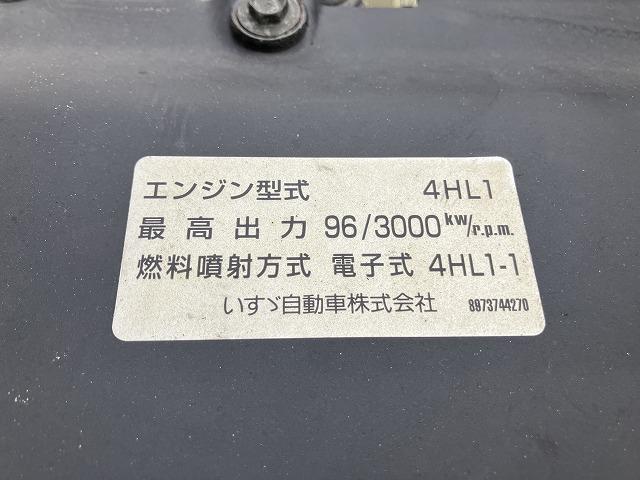 エンジン型式 4HL1
最高出力 96/3000 kw/r.p.m.
燃料噴射方式 電子式 4HL1-1
いすゞ自動車株式会社 8973744270